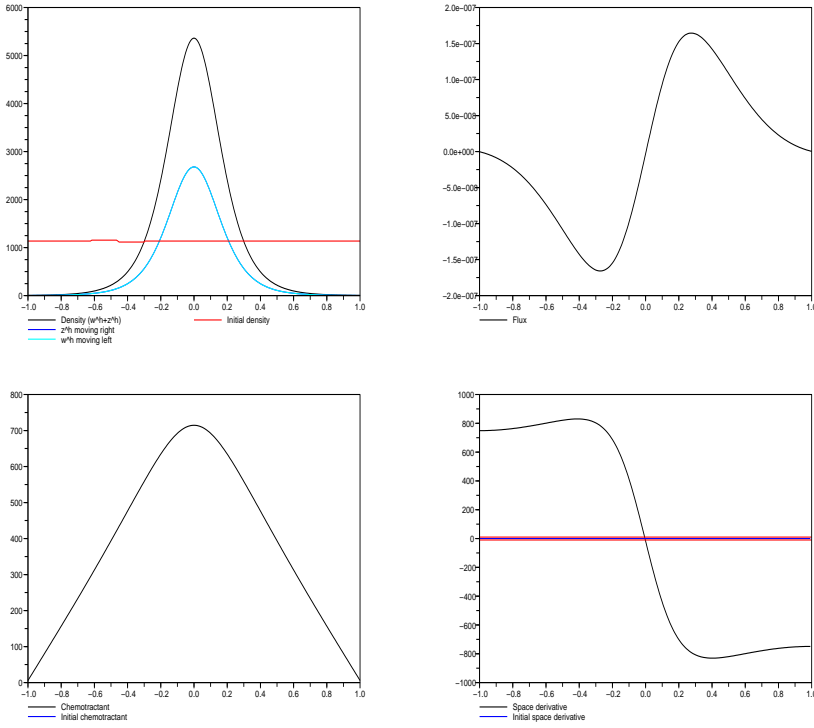 6000
5000
4000
3000
2000
1000
0
−1.0 −0.8 −0.6 −0.4 −0.2 0.0 0.2 0.4 0.6 0.8 1.0
Density (w^h+z^h) Initial density
z^h moving right
w^h moving left
2.0e−007
1.5e−007
1.0e−007
5.0e−008
0.0e+000
−5.0e−008
−1.0e−007
−1.5e−007
−2.0e−007
−1.0 −0.8 −0.6 −0.4 −0.2 0.0 0.2 0.4 0.6 0.8 1.0
Flux
800
700
600
500
400
300
200
100
0
−1.0 −0.8 −0.6 −0.4 −0.2 0.0 0.2 0.4 0.6 0.8 1.0
Chemotractant
Initial chemotractant
1000
800
600
400
200
0
−200
−400
−600
−800
−1000
−1.0 −0.8 −0.6 −0.4 −0.2 0.0 0.2 0.4 0.6 0.8 1.0
Space derivative
Initial space derivative